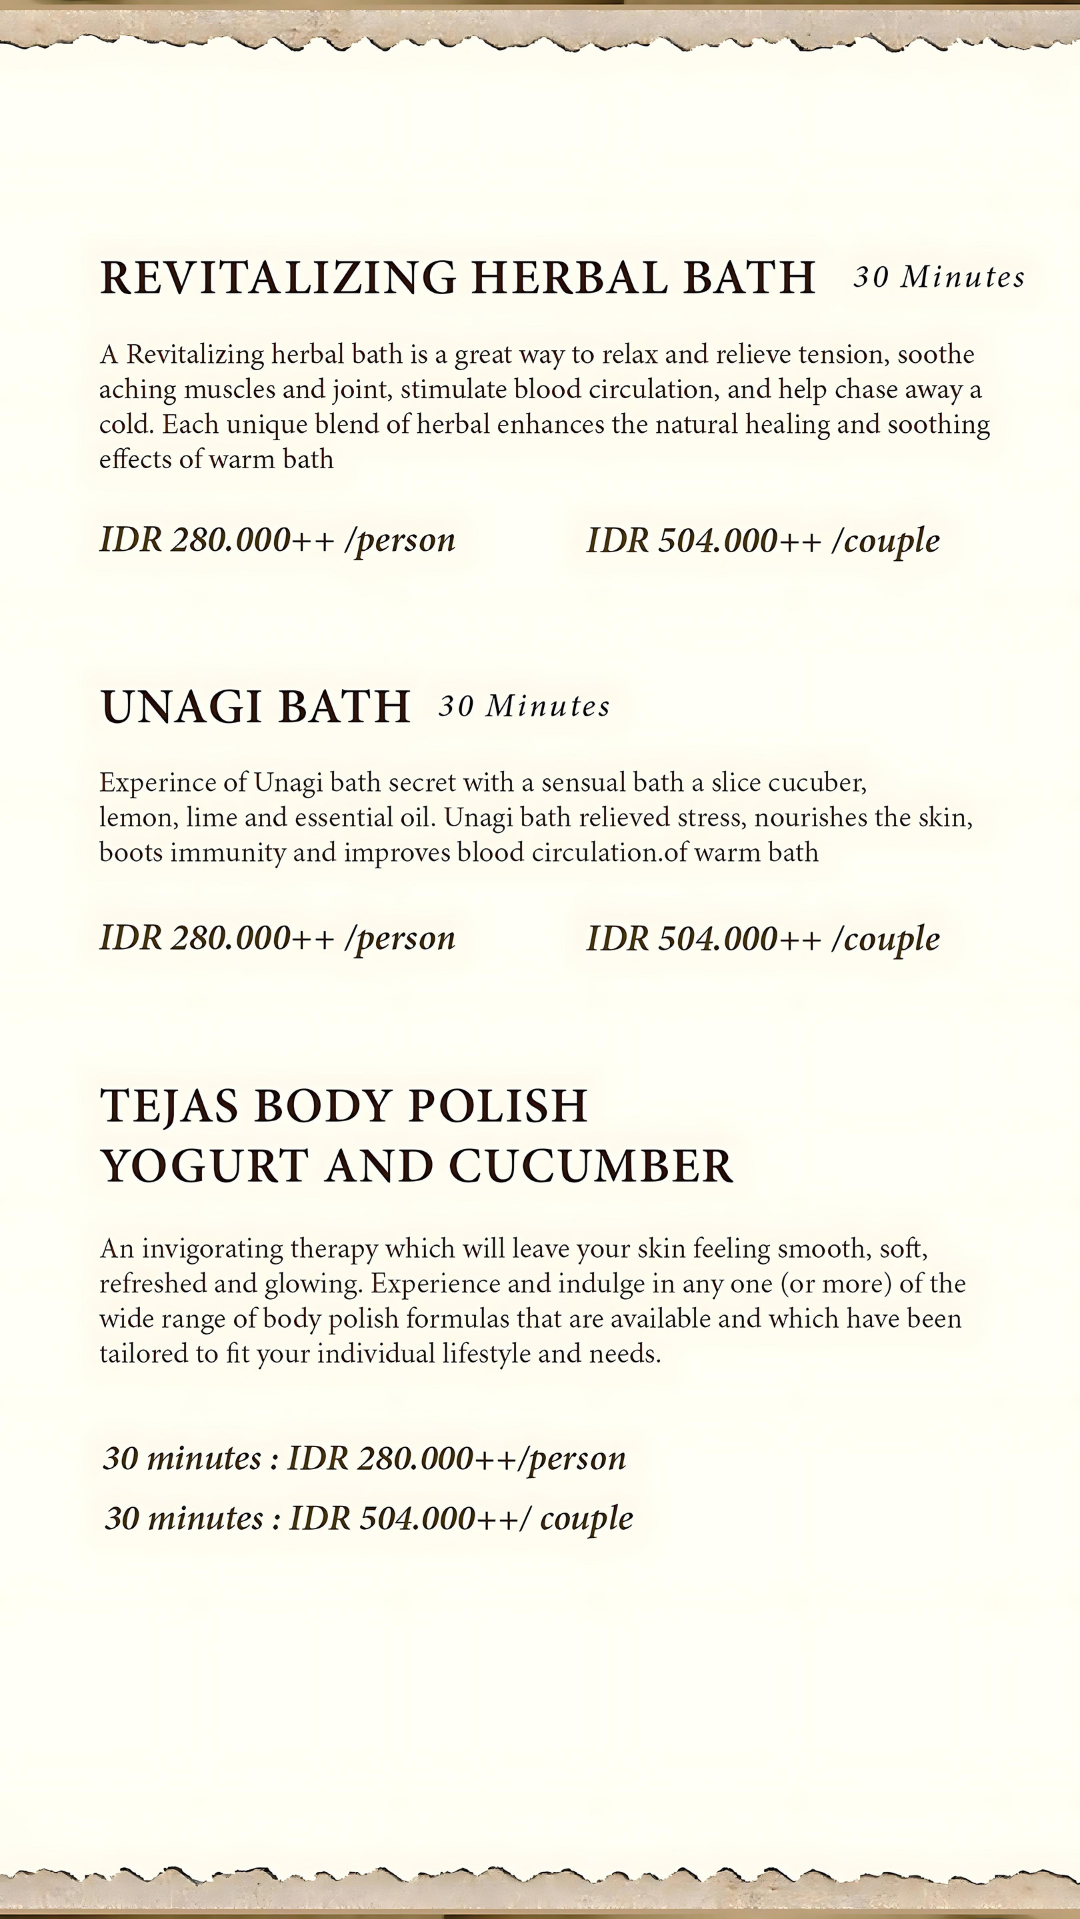 REVITALIZING HERBAL BATH 30 Minutes
A Revitalizing herbal bath is a great way to relax and relieve tension, soothe
aching muscles and joint, stimulate blood circulation, and help chase away a
cold. Each unique blend of herbal enhances the natural healing and soothing
effects of warm bath
IDR 280.000++ /person IDR 504.000++ /couple
UNAGI BATH 30 Minutes
Experince of Unagi bath secret with a sensual bath a slice cucuber,
lemon, lime and essential oil. Unagi bath relieved stress, nourishes the skin,
boots immunity and improves blood circulation.of warm bath
IDR 280.000++ /person IDR 504.000++ /couple
TEJAS BODY POLISH
YOGURT AND CUCUMBER
An invigorating therapy which will leave your skin feeling smooth, soft,
refreshed and glowing. Experience and indulge in any one (or more) of the
wide range of body polish formulas that are available and which have been
tailored to fit your individual lifestyle and needs.
30 minutes : IDR 280.000++/person
30 minutes : IDR 504.000++/ couple